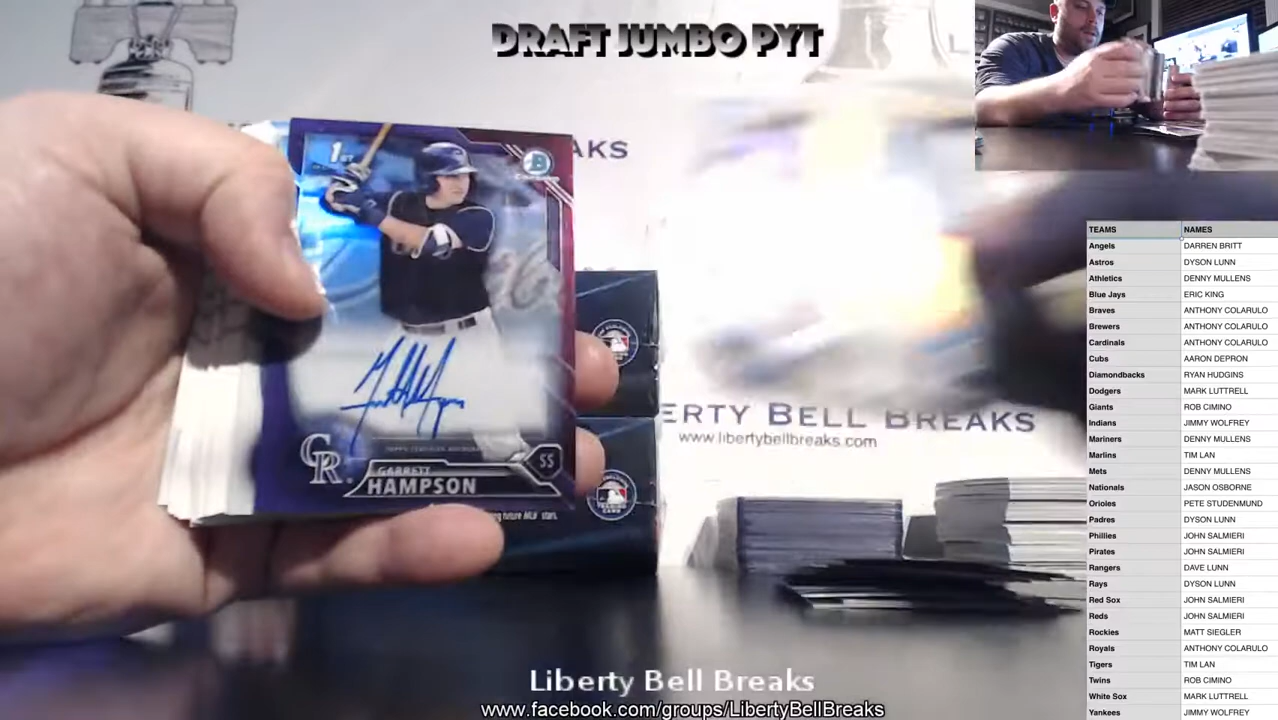 DRAFT JUMBO PYT
AKS
1ST
GARRETT
HAMPSON
SS
CR
ERTY BELL BREAKS
www.libertybellbreaks.com
TEAMS NAMES
Angels DARREN BRITT
Astros DYSON LUNN
Athletics DENNY MULLENS
Blue Jays ERIC KING
Braves ANTHONY COLARULO
Brewers ANTHONY COLARULO
Cardinals ANTHONY COLARULO
Cubs AARON DEPRON
Diamondbacks RYAN HUDGINS
Dodgers MARK LUTTRELL
Giants ROB CIMINO
Indians JIMMY WOLFREY
Mariners DENNY MULLENS
Marlins TIM LAN
Mets DENNY MULLENS
Nationals JASON OSBORNE
Orioles PETE STUDENMUND
Padres DYSON LUNN
Phillies JOHN SALMIERI
Pirates JOHN SALMIERI
Rangers DAVE LUNN
Rays DYSON LUNN
Red Sox JOHN SALMIERI
Reds JOHN SALMIERI
Rockies MATT SIEGLER
Royals ANTHONY COLARULO
Tigers TIM LAN
Twins ROB CIMINO
White Sox MARK LUTTRELL
Yankees JIMMY WOLFREY
Liberty Bell Breaks
www.facebook.com/groups/LibertyBellBreaks